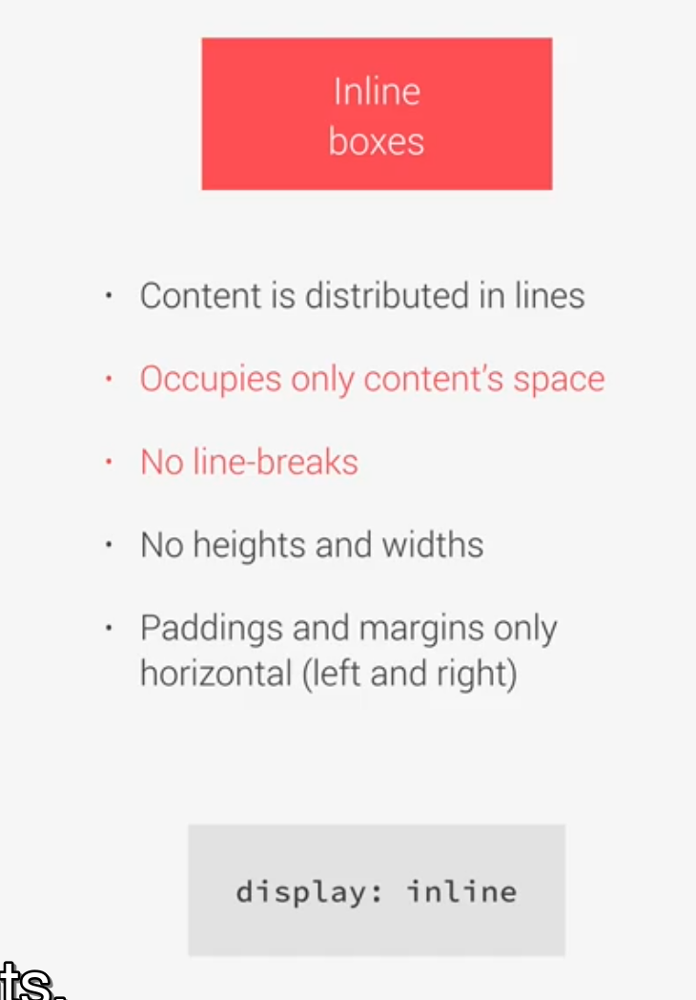 Inline
boxes
• Content is distributed in lines
• Occupies only content's space
• No line-breaks
• No heights and widths
• Paddings and margins only
horizontal (left and right)
display: inline
ts.